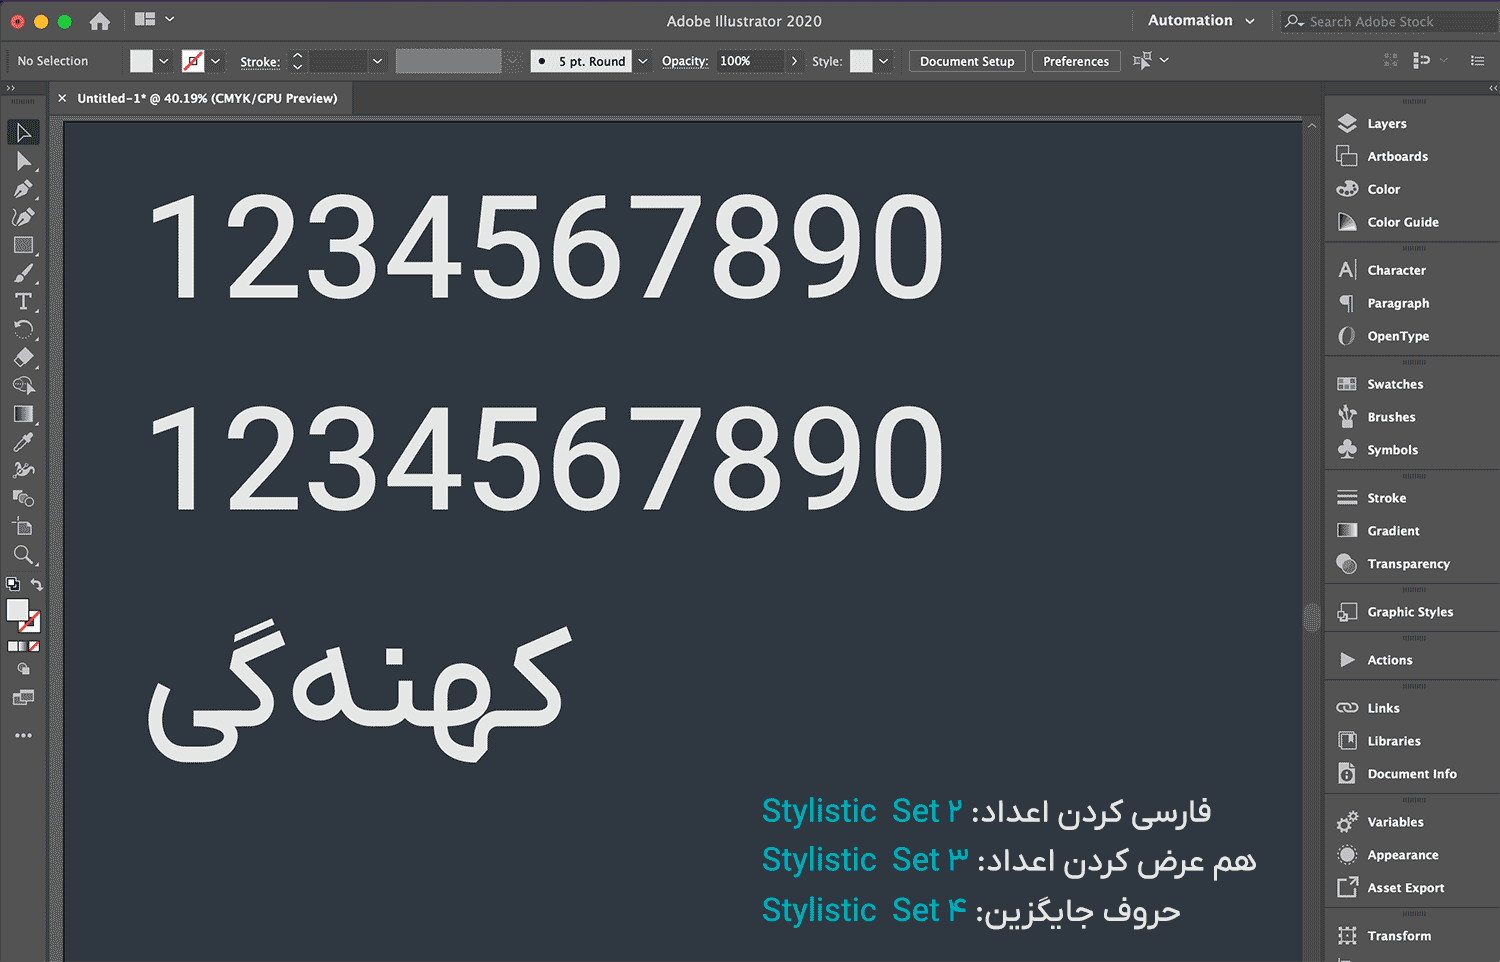 Adobe Illustrator 2020
Automation
Search Adobe Stock
No Selection
Stroke:
5 pt. Round
Opacity: 100%
Style:
Document Setup
Preferences
Untitled-1* @ 40.19% (CMYK/GPU Preview)
1234567890
1234567890
کهنه‌گی
فارسی کردن اعداد: Stylistic Set ۲
هم عرض کردن اعداد: Stylistic Set ۳
حروف جایگزین: Stylistic Set ۴
Layers
Artboards
Color
Color Guide
Character
Paragraph
OpenType
Swatches
Brushes
Symbols
Stroke
Gradient
Transparency
Graphic Styles
Actions
Links
Libraries
Document Info
Variables
Appearance
Asset Export
Transform